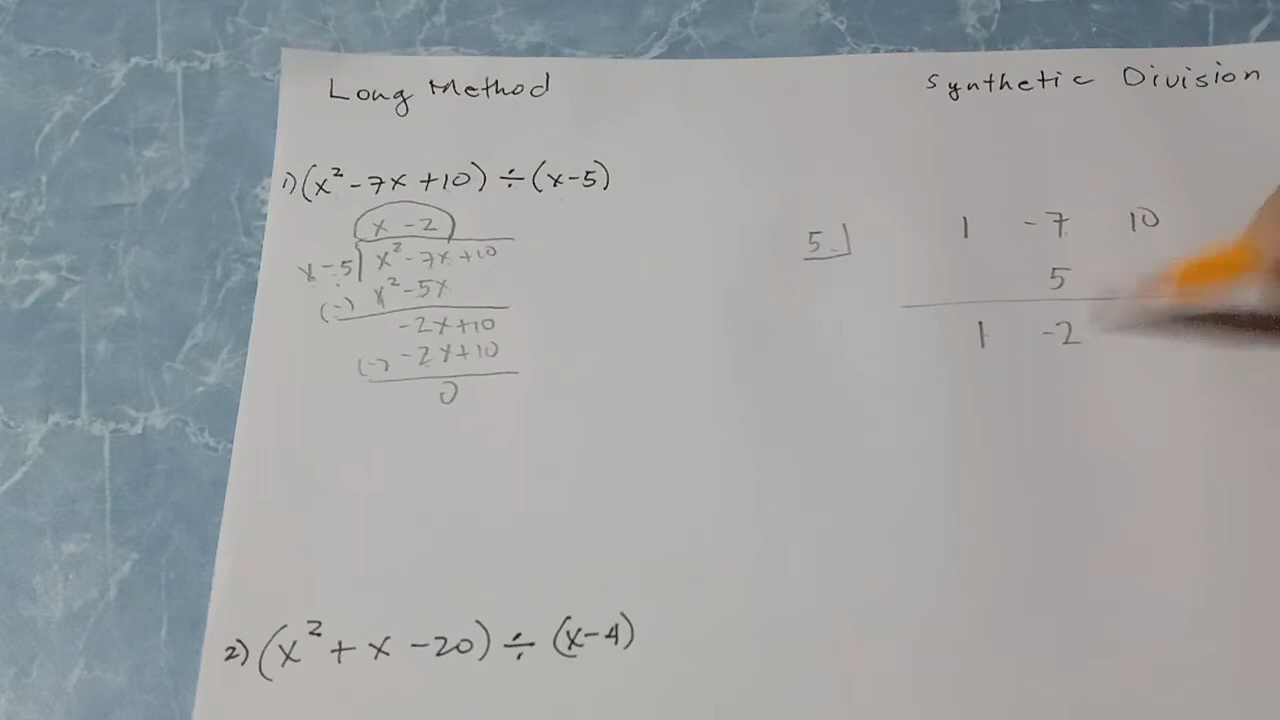 Long Method
Synthetic Division
1) (x² - 7x + 10) ÷ (x-5)
x - 2
x - 5 | x² - 7x + 10
(-) x² - 5x
-2x+10
(-) -2x+10
0
5
1 -7 10
5
1 -2
2) (x² + x - 20) ÷ (x-4)